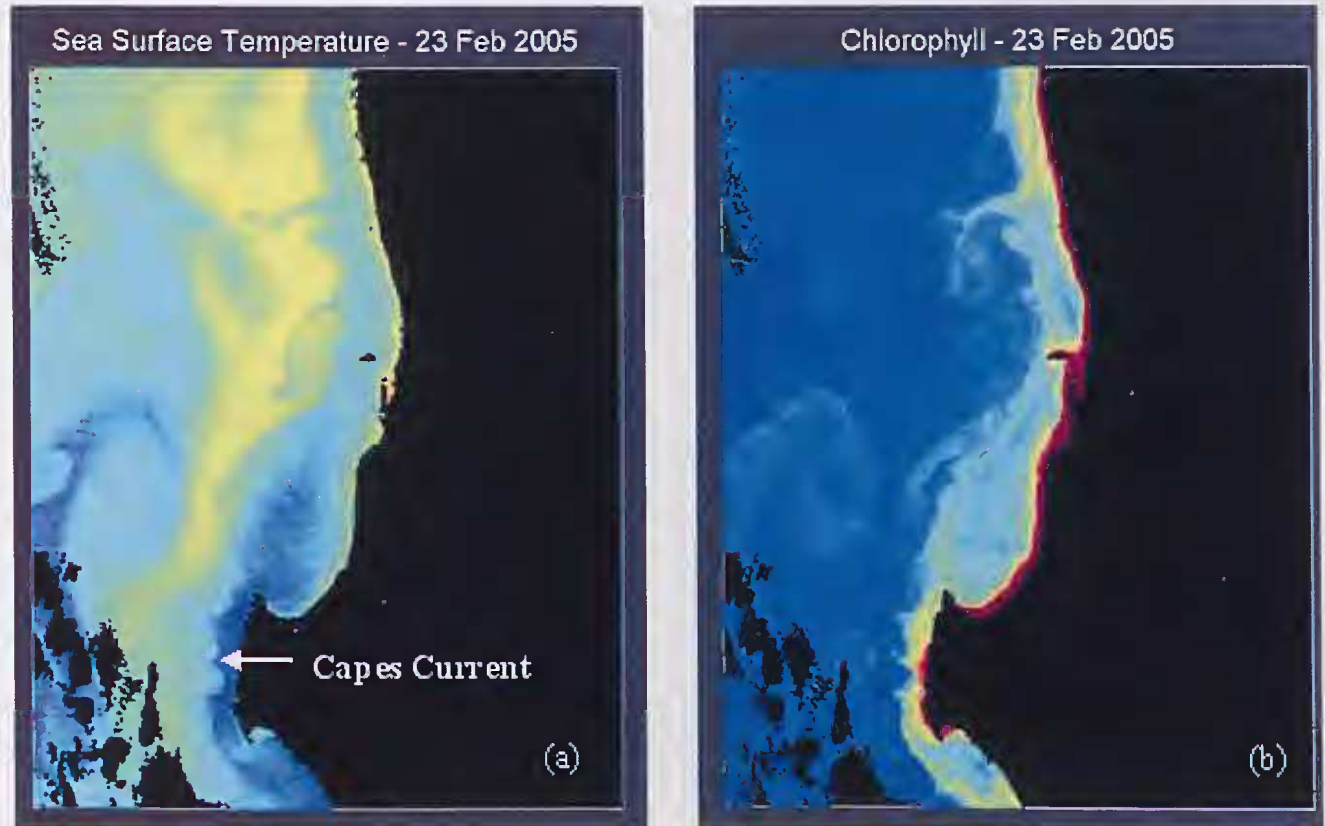 Sea Surface Temperature - 23 Feb 2005
Capes Current
(a)
Chlorophyll - 23 Feb 2005
(b)